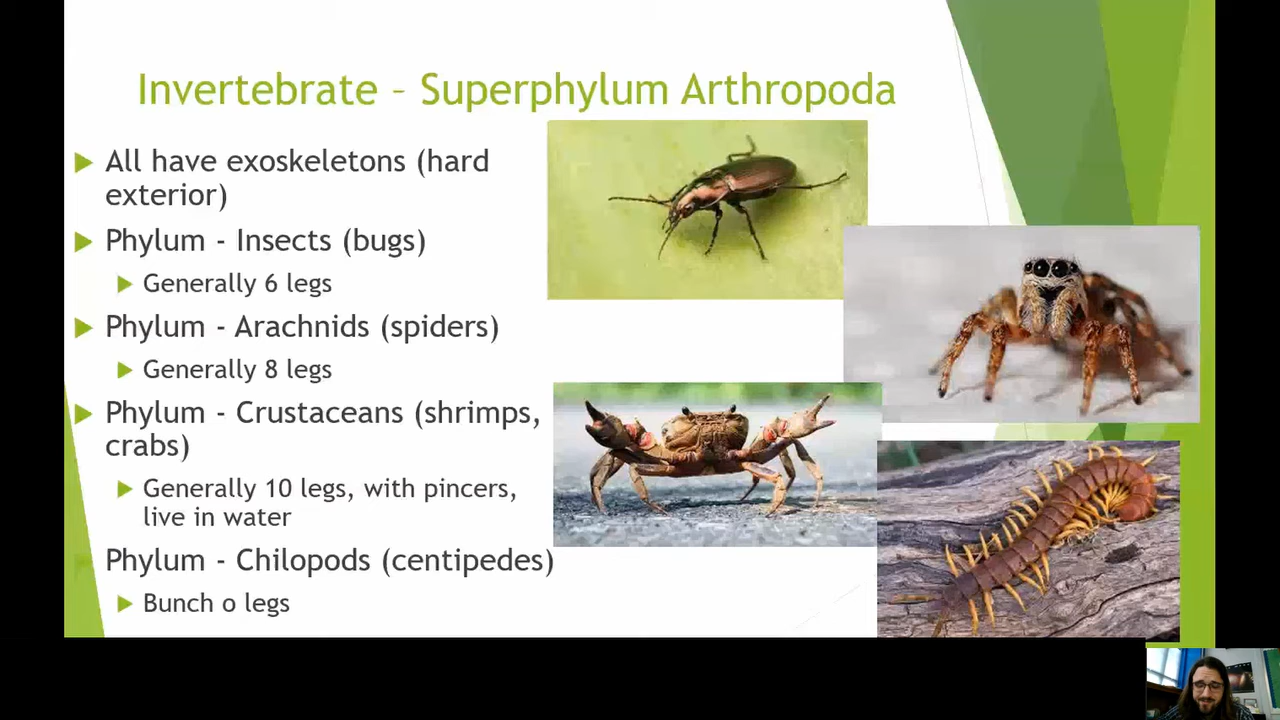 Invertebrate – Superphylum Arthropoda
All have exoskeletons (hard
exterior)
Phylum - Insects (bugs)
Generally 6 legs
Phylum - Arachnids (spiders)
Generally 8 legs
Phylum - Crustaceans (shrimps,
crabs)
Generally 10 legs, with pincers,
live in water
Phylum - Chilopods (centipedes)
Bunch o legs